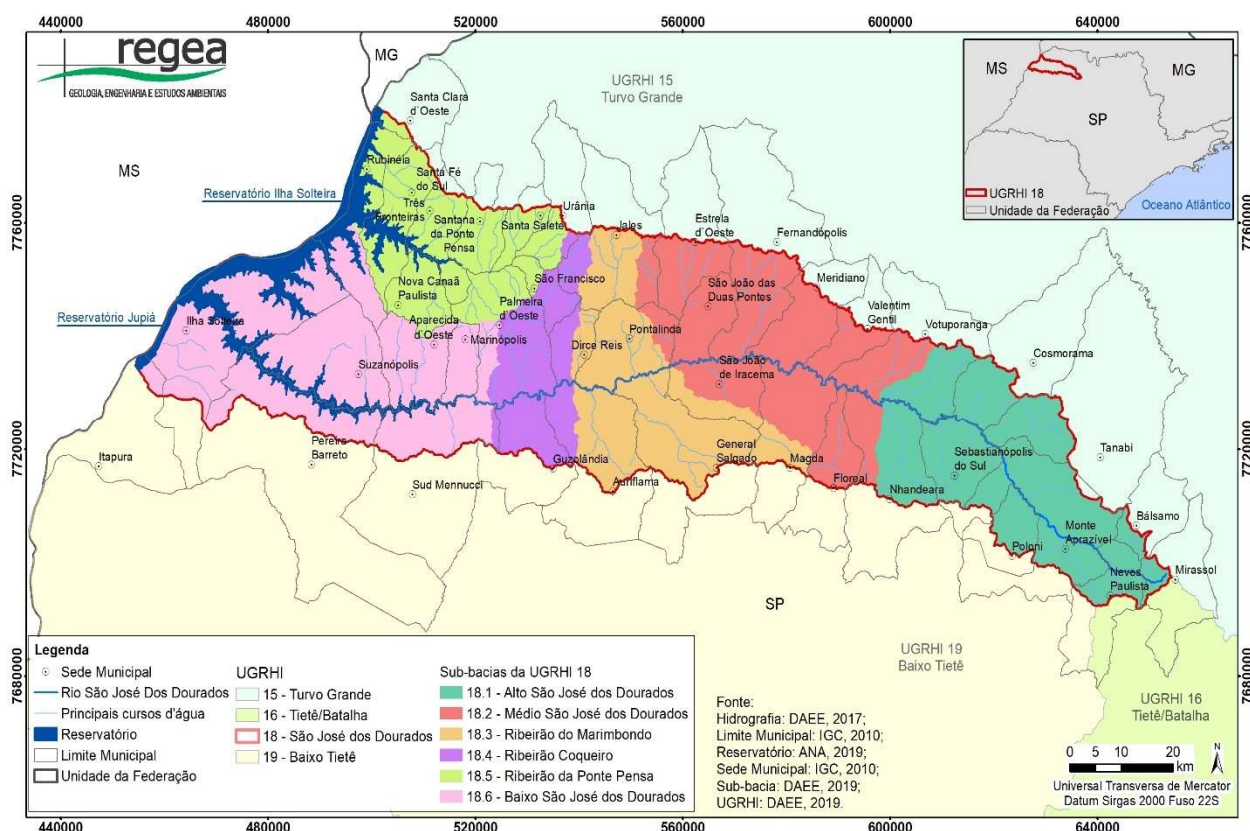 440000 480000 520000 560000 600000 640000
regea
GEOLOGIA, ENGENHARIA E ESTUDOS AMBIENTAIS
MG
UGRHI 15
Turvo Grande
MS
MG
SP
UGRHI 18
Unidade da Federação
Oceano Atlântico
Santa Clara
d`Oeste
MS
Rubinéia
Reservatório Ilha Solteira
Santa Fé
do Sul
Três
Fronteiras
Santana
da Ponte
Pensa
Santa Salete
Urânia
Jales
Estrela
d`Oeste
Fernandópolis
7760000
7760000
Nova Canaã
Paulista
São Francisco
São João das
Duas Pontos
Meridiano
Valentim
Gentil
Votuporanga
Reservatório Jupiá
Ilha Solteira
Aparecida
d`Oeste
Palmeira
d`Oeste
Marinópolis
Dirce Reis
Pontalinda
Cosmorama
Suzanópolis
São João
de Iracema
7720000
7720000
Itapura
Pereira
Barreto
Sud Mennucci
Guzolândia
Auriflama
General
Salgado
Magda
Floreal
Nhandeara
Sebastianópolis
do Sul
Tanabi
Poloni
Monte
Aprazível
Bálsamo
Neves
Paulista
Mirassol
SP
UGRHI 19
Baixo Tietê
UGRHI 16
Tietê/Batalha
7680000
7680000
Legenda
Sede Municipal
Rio São José Dos Dourados
Principais cursos d'água
Reservatório
Limite Municipal
Unidade da Federação
UGRHI
15 - Turvo Grande
16 - Tietê/Batalha
18 - São José dos Dourados
19 - Baixo Tietê
Sub-bacias da UGRHI 18
18.1 - Alto São José dos Dourados
18.2 - Médio São José dos Dourados
18.3 - Ribeirão do Marimbondo
18.4 - Ribeirão Coqueiro
18.5 - Ribeirão da Ponte Pensa
18.6 - Baixo São José dos Dourados
Fonte:
Hidrografia: DAEE, 2017;
Limite Municipal: IGC, 2010;
Reservatório: ANA, 2019;
Sede Municipal: IGC, 2010;
Sub-bacia: DAEE, 2019;
UGRHI: DAEE, 2019.
0 10 20
km
N
Universal Transversa de Mercator
Datum Sirgas 2000 Fuso 22S
440000 480000 520000 560000 600000 640000